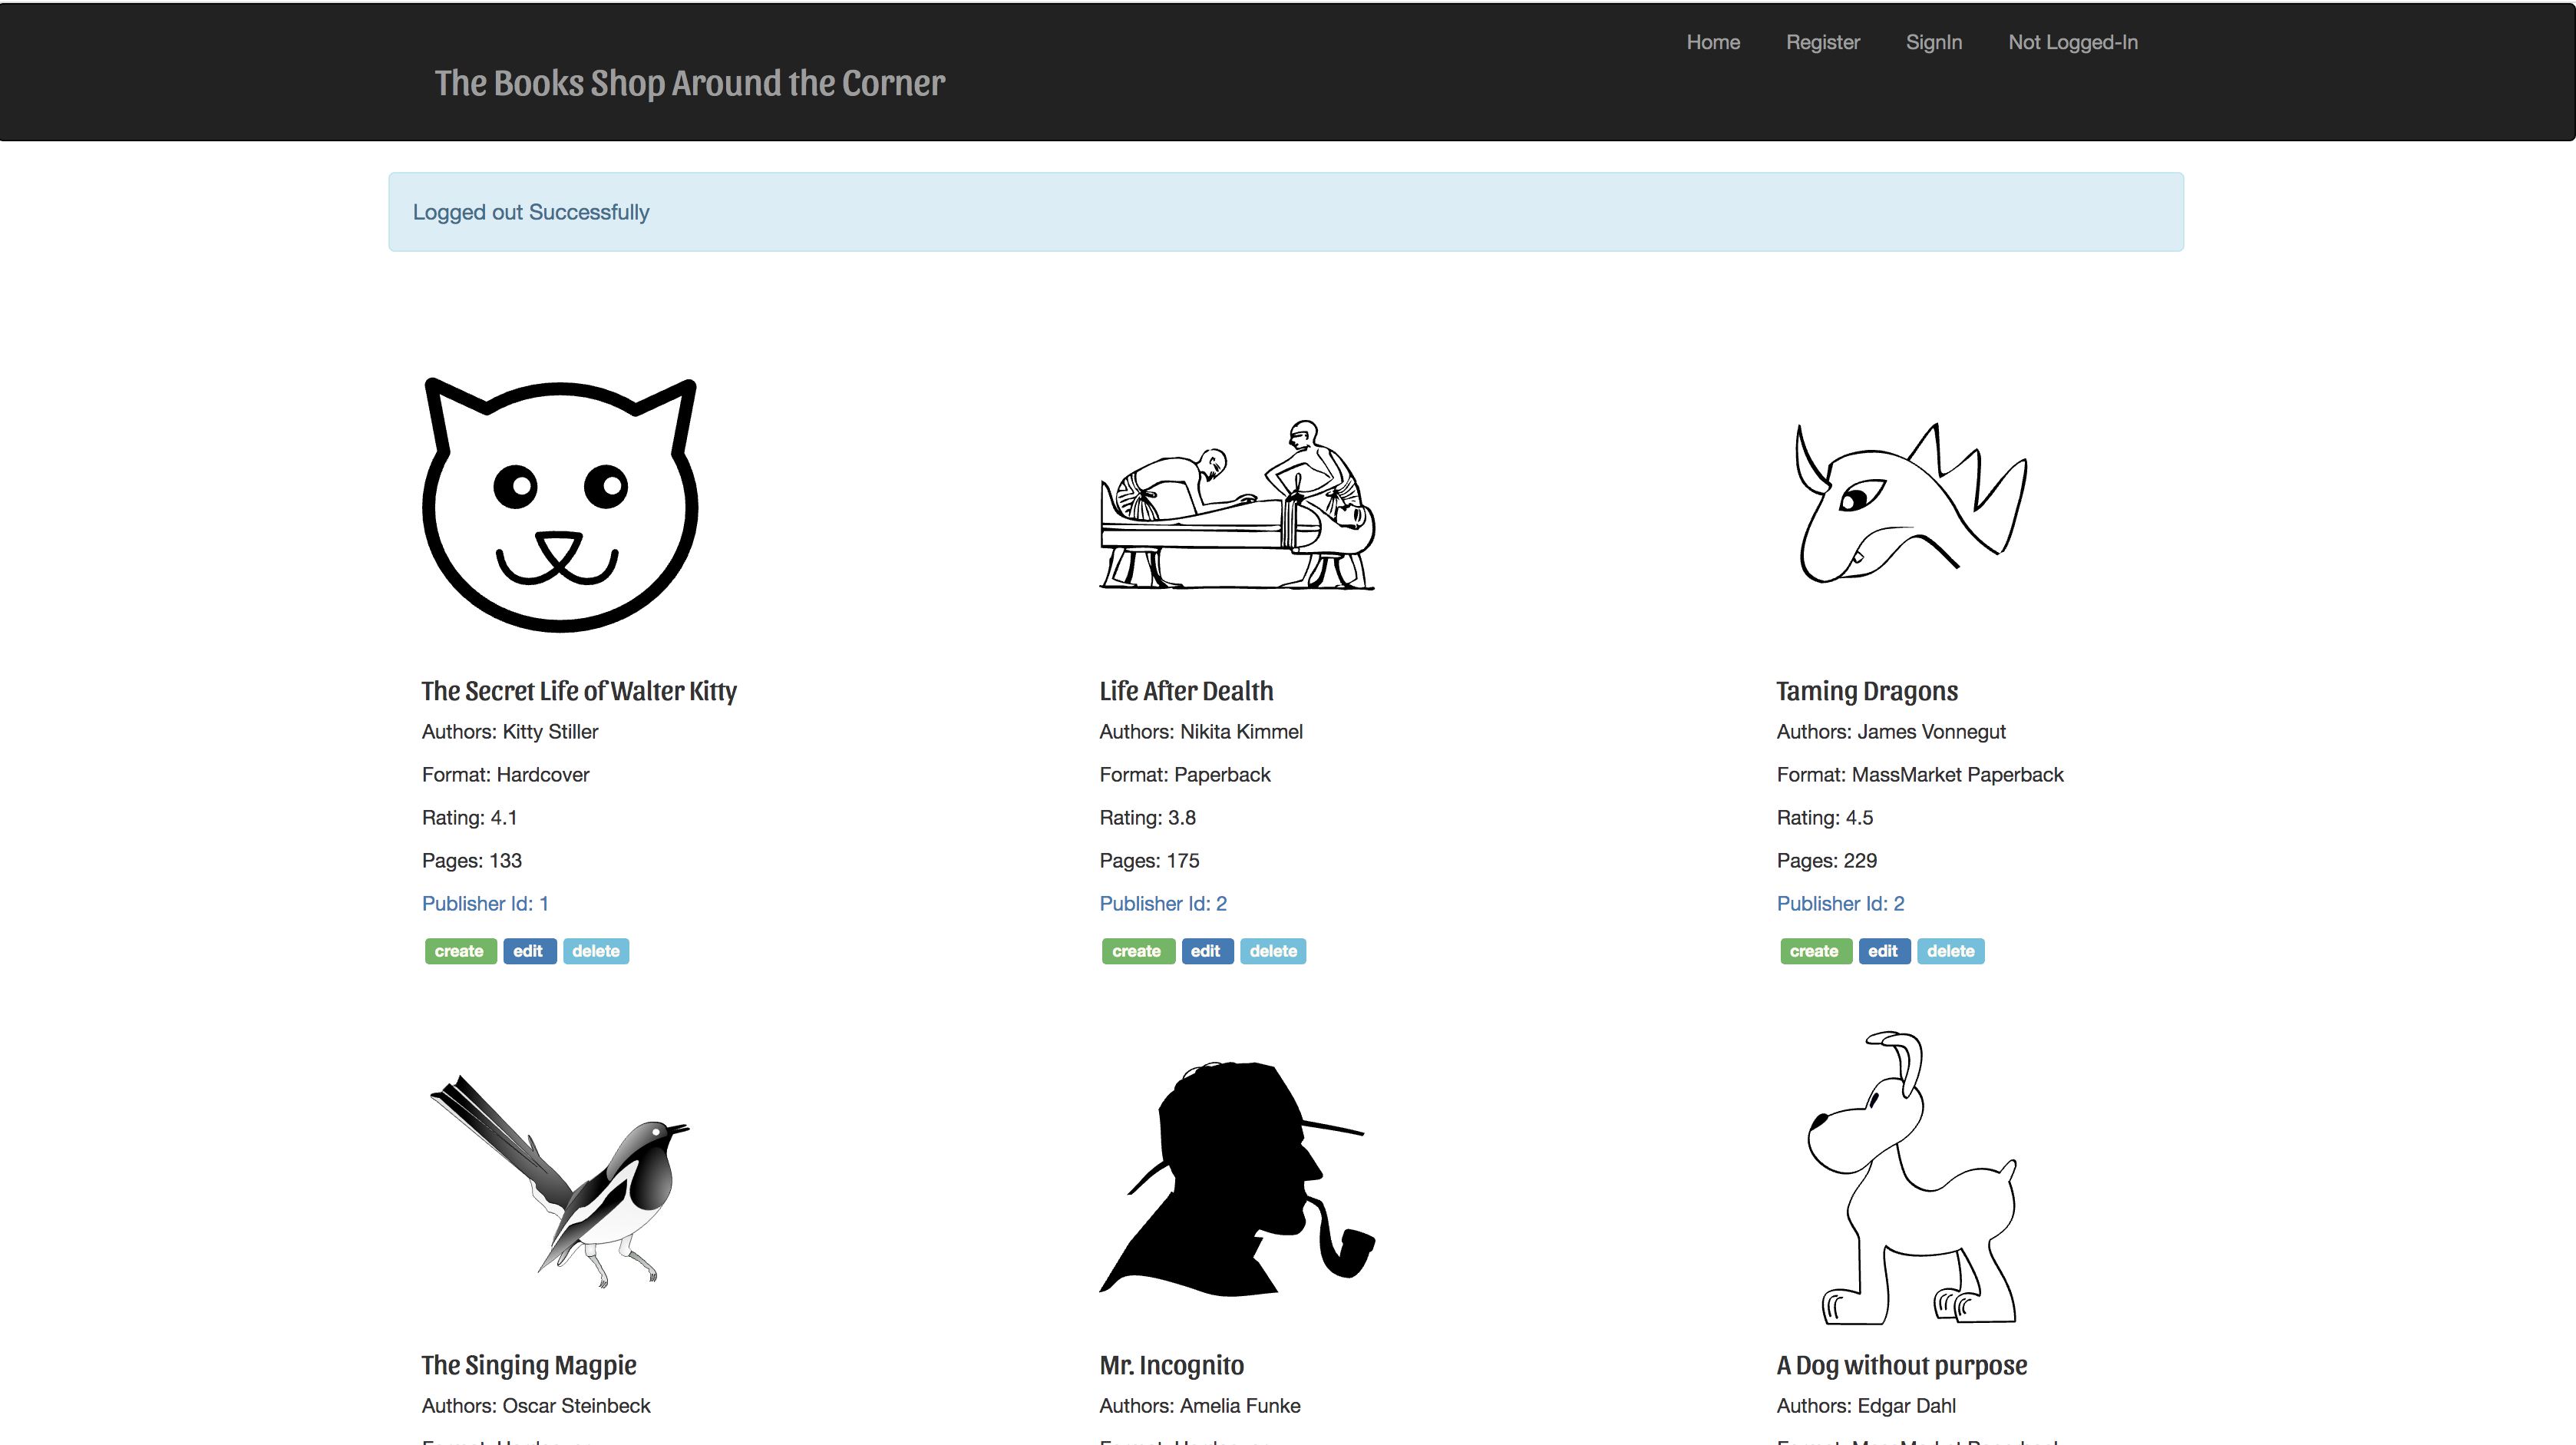 Home Register SignIn Not Logged-In
The Books Shop Around the Corner
Logged out Successfully
The Secret Life of Walter Kitty
Authors: Kitty Stiller
Format: Hardcover
Rating: 4.1
Pages: 133
Publisher Id: 1
create edit delete
Life After Dealth
Authors: Nikita Kimmel
Format: Paperback
Rating: 3.8
Pages: 175
Publisher Id: 2
create edit delete
Taming Dragons
Authors: James Vonnegut
Format: MassMarket Paperback
Rating: 4.5
Pages: 229
Publisher Id: 2
create edit delete
The Singing Magpie
Authors: Oscar Steinbeck
Mr. Incognito
Authors: Amelia Funke
A Dog without purpose
Authors: Edgar Dahl